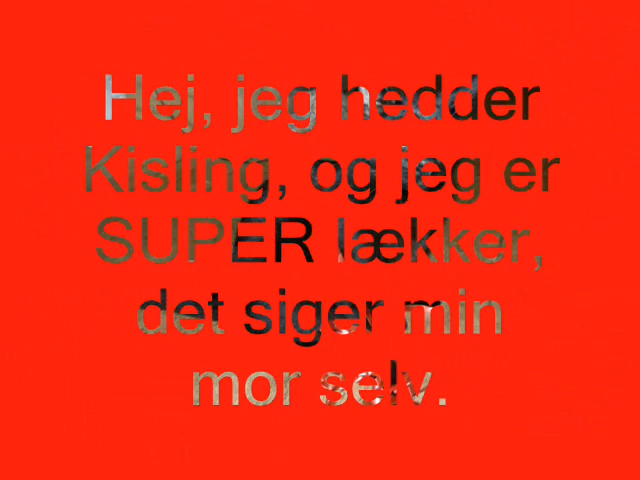 Hej, jeg hedder
Kisling, og jeg er
SUPER lækker,
det siger min
mor selv.